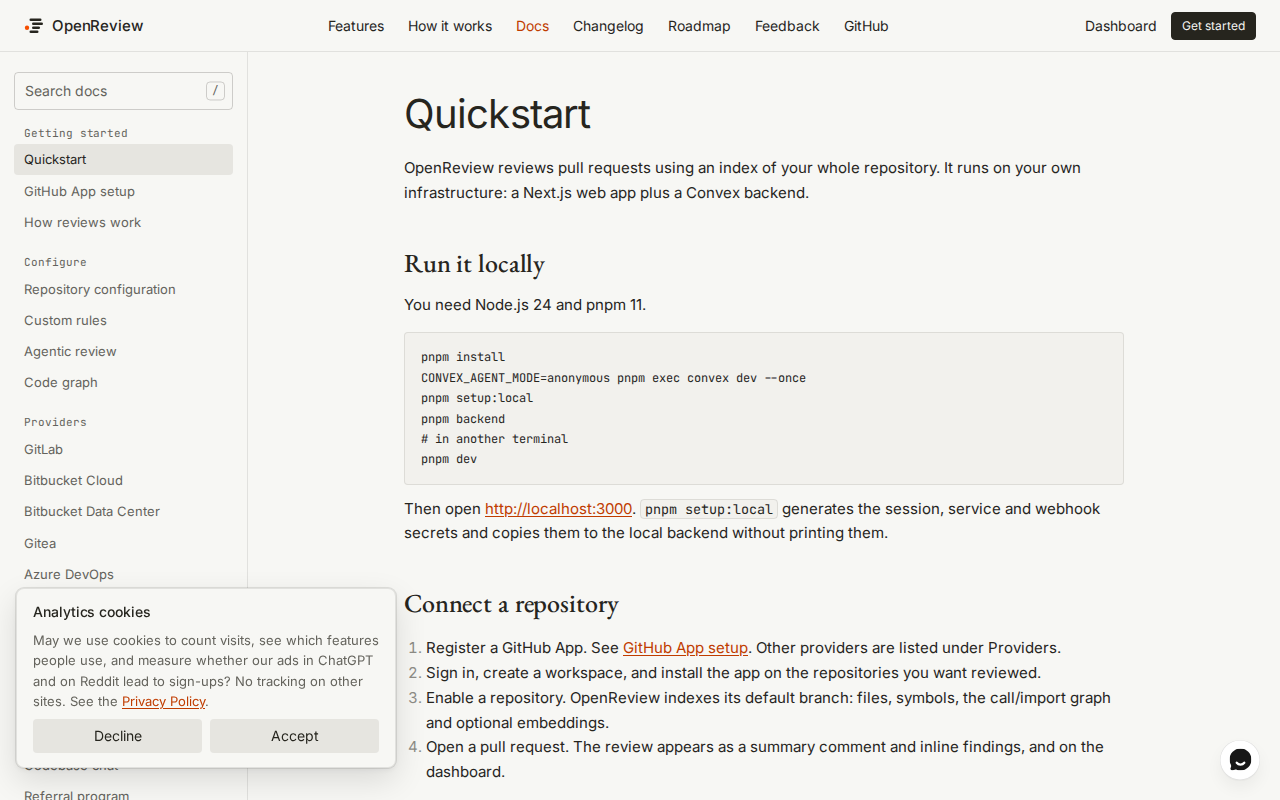 OpenReview
Features
How it works
Docs
Changelog
Roadmap
Feedback
GitHub
Dashboard
Get started
Search docs
/
Getting started
Quickstart
GitHub App setup
How reviews work
Configure
Repository configuration
Custom rules
Agentic review
Code graph
Providers
GitLab
Bitbucket Cloud
Bitbucket Data Center
Gitea
Azure DevOps
Analytics cookies
May we use cookies to count visits, see which features
people use, and measure whether our ads in ChatGPT
and on Reddit lead to sign-ups? No tracking on other
sites. See the Privacy Policy.
Decline
Accept
Referral program
Quickstart
OpenReview reviews pull requests using an index of your whole repository. It runs on your own
infrastructure: a Next.js web app plus a Convex backend.
Run it locally
You need Node.js 24 and pnpm 11.
pnpm install
CONVEX_AGENT_MODE=anonymous pnpm exec convex dev --once
pnpm setup:local
pnpm backend
# in another terminal
pnpm dev
Then open http://localhost:3000. pnpm setup:local generates the session, service and webhook
secrets and copies them to the local backend without printing them.
Connect a repository
1. Register a GitHub App. See GitHub App setup. Other providers are listed under Providers.
2. Sign in, create a workspace, and install the app on the repositories you want reviewed.
3. Enable a repository. OpenReview indexes its default branch: files, symbols, the call/import graph
and optional embeddings.
4. Open a pull request. The review appears as a summary comment and inline findings, and on the
dashboard.